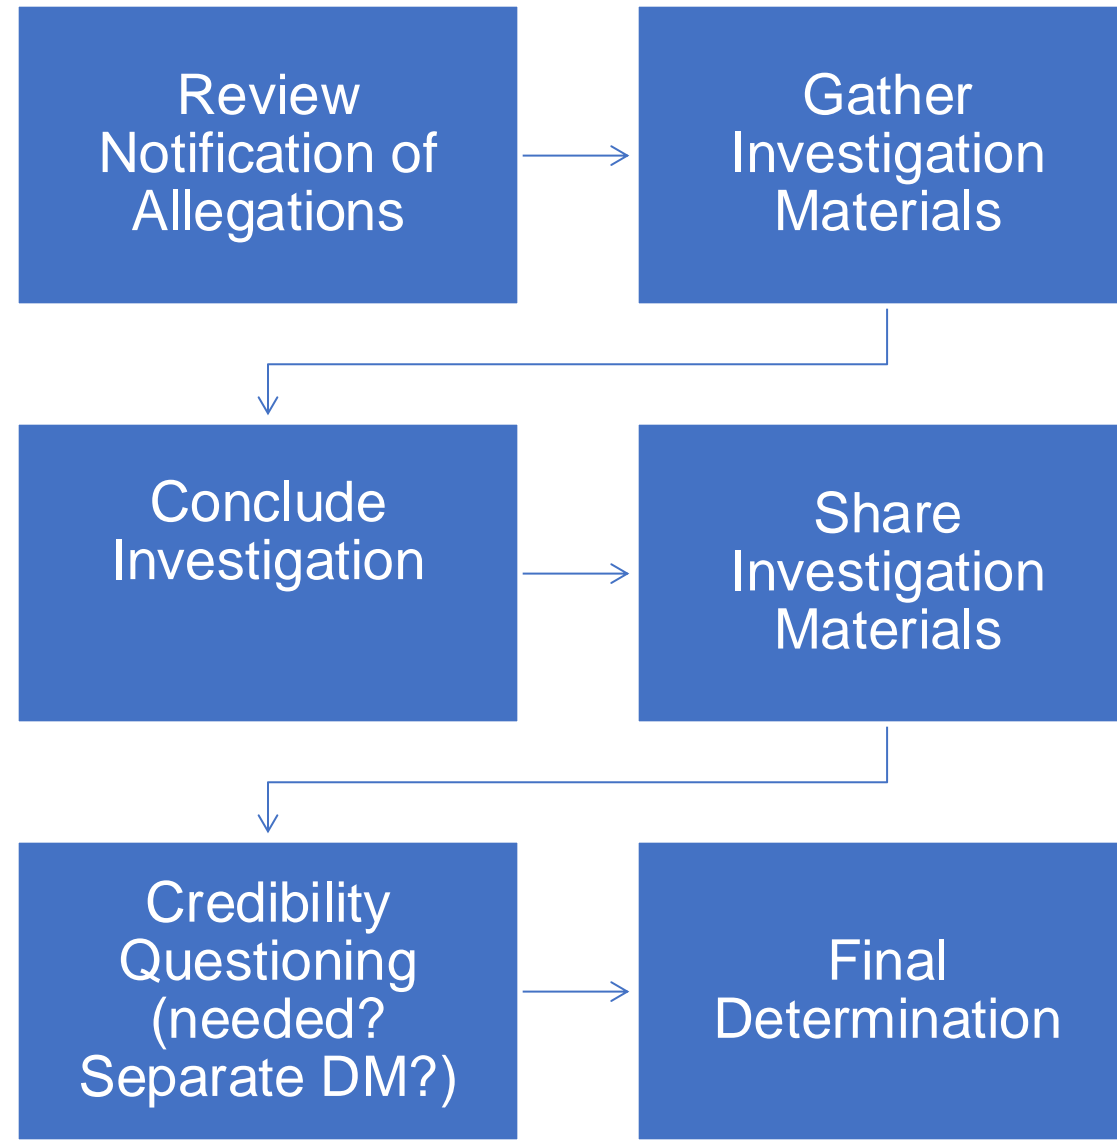 Review
Notification of
Allegations
Gather
Investigation
Materials
Conclude
Investigation
Share
Investigation
Materials
Credibility
Questioning
(needed?
Separate DM?)
Final
Determination